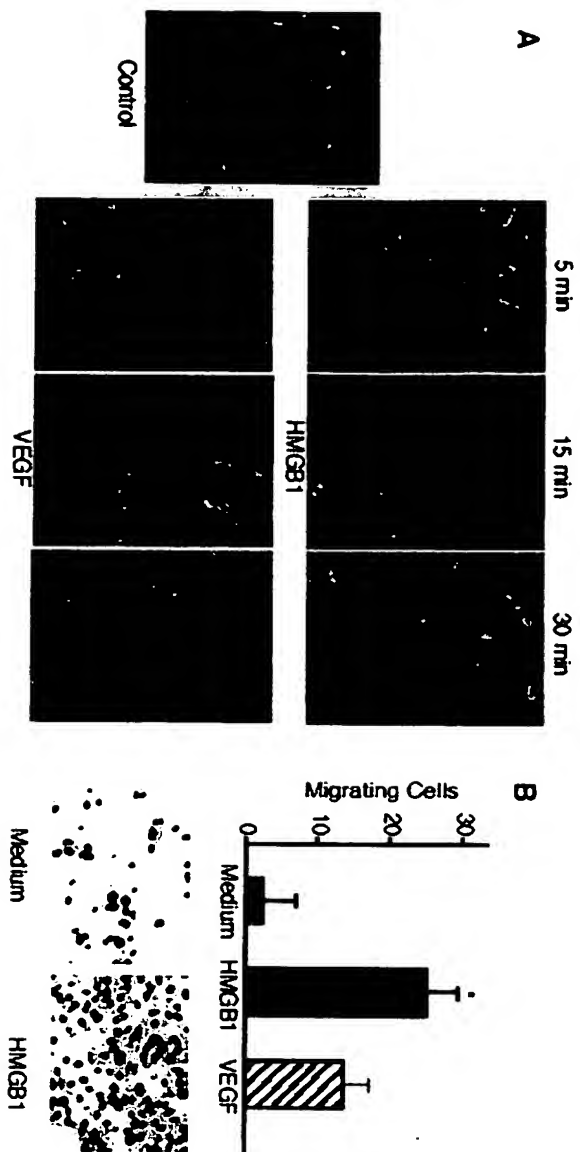 A
5 min 15 min 30 min
HMGB1
Control
VEGF
B
Migrating Cells
30
20
10
0
Medium HMGB1 VEGF
*
Medium HMGB1